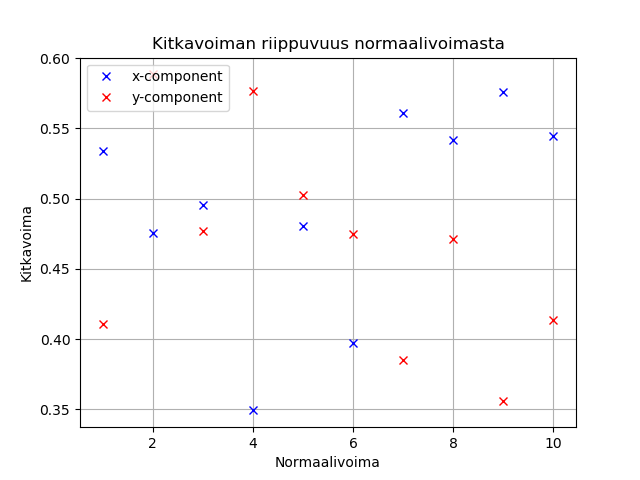 Kitkavoiman riippuvuus normaalivoimasta
x-component
y-component
Kitkavoima
0.60
0.55
0.50
0.45
0.40
0.35
2 4 6 8 10
Normaalivoima